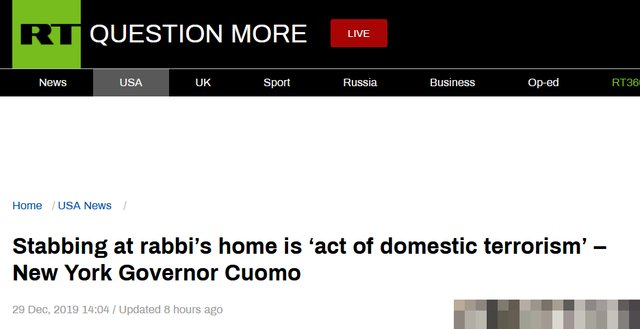 RT QUESTION MORE LIVE
News USA UK Sport Russia Business Op-ed RT36
Home / USA News /
Stabbing at rabbi’s home is ‘act of domestic terrorism’ –
New York Governor Cuomo
29 Dec, 2019 14:04 / Updated 8 hours ago